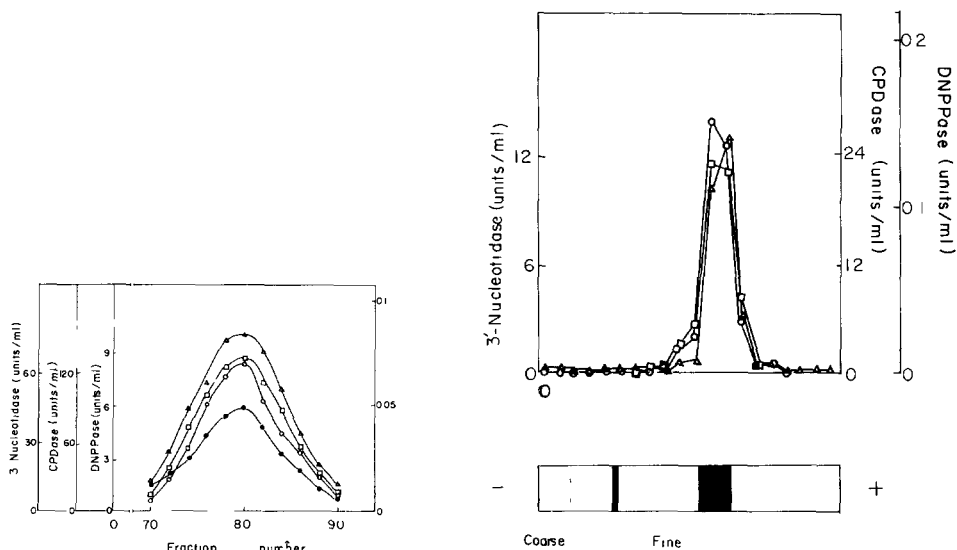 3 Nucleotidase (units/ml)
0
30
60
CPDase (units/ml)
0
60
120
DNPPase (units/ml)
3
6
9
0
005
01
0 70 80 90
Fraction number
3'-Nucleotidase (units/ml)
0
6
12
CPDase (units/ml)
0
12
24
DNPPase (units/ml)
0
01
02
O
- +
Coarse Fine